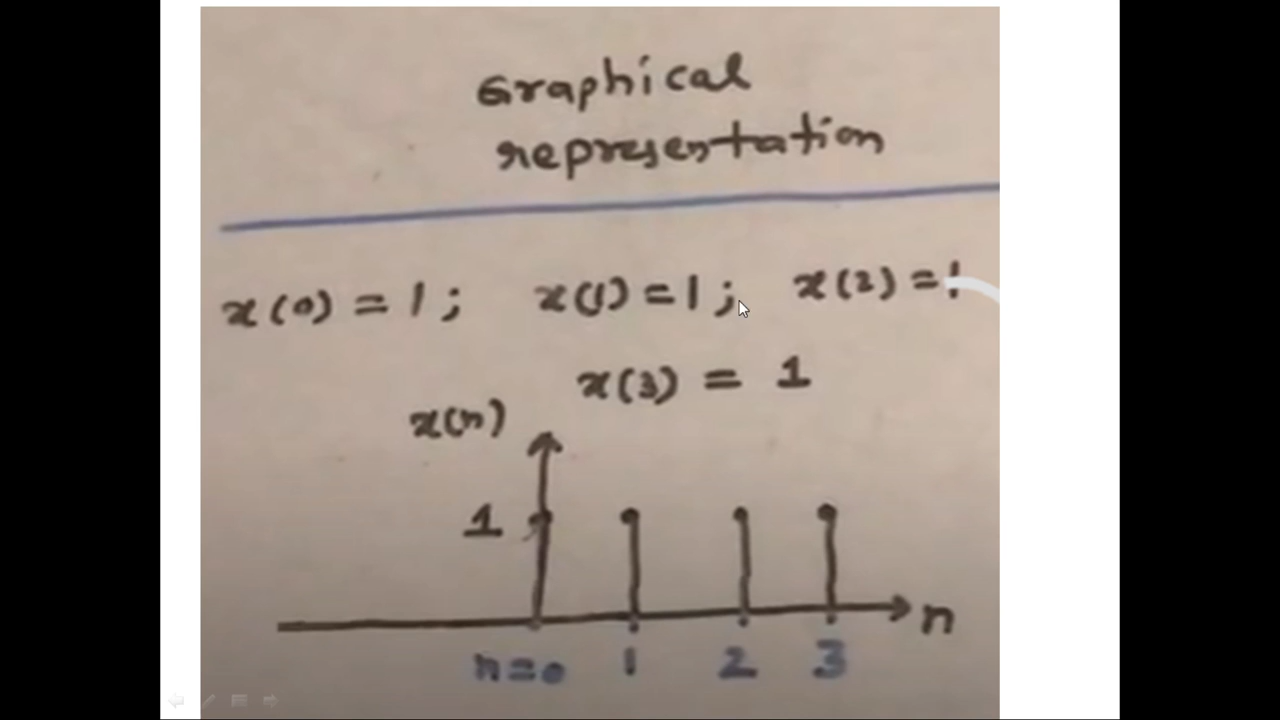 Graphical
representation
x(0) = 1 ; x(1) = 1 ; x(2) = 1
x(3) = 1
x(n)
1
n
n=0 1 2 3